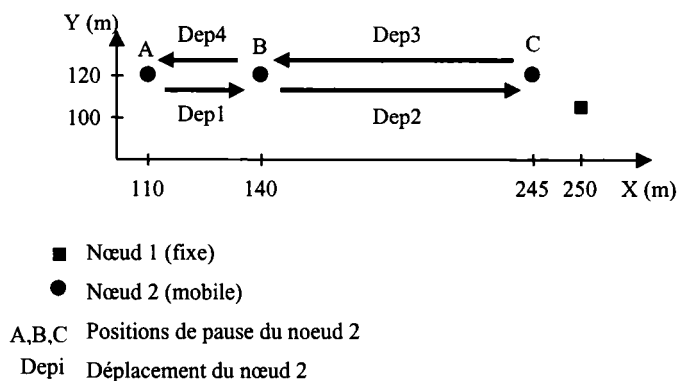 Y (m)
Dep4 Dep3
A B C
120
Dep1 Dep2
100
110 140 245 250 X (m)
Nœud 1 (fixe)
Nœud 2 (mobile)
A,B,C Positions de pause du noeud 2
Depi Déplacement du nœud 2